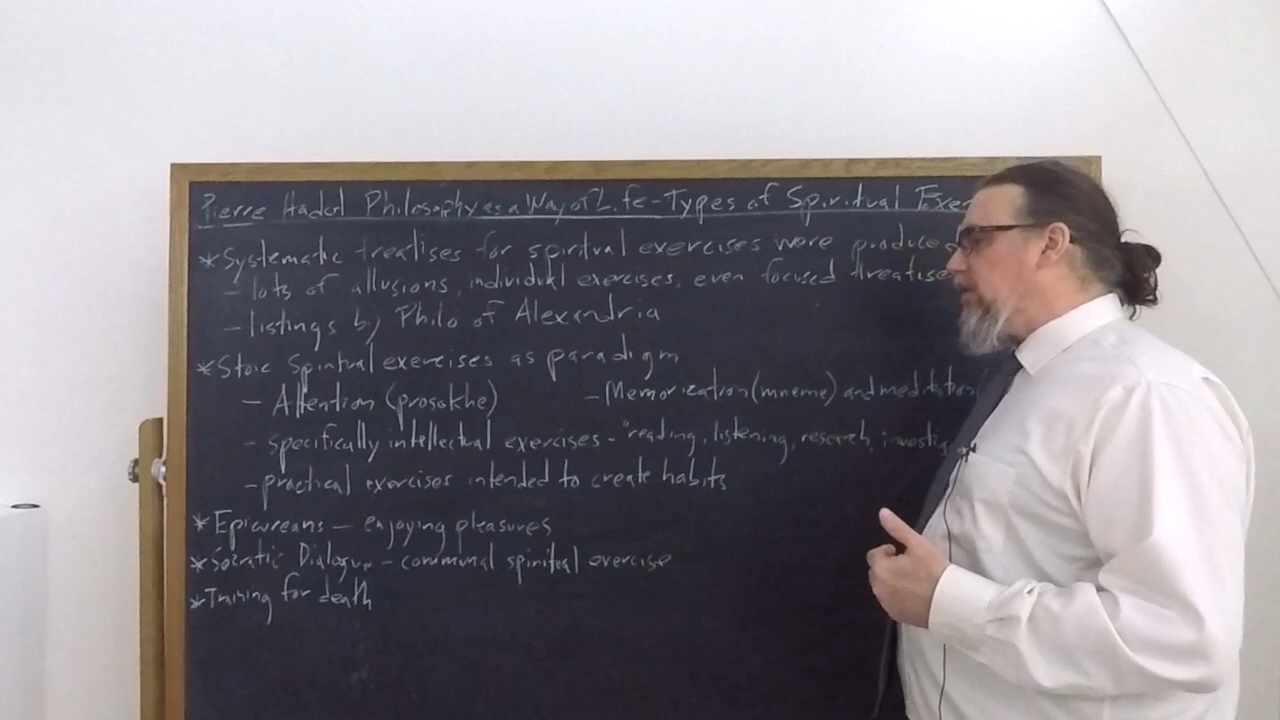 Pierre Hadot Philosophy as a Way of Life - Types of Spiritual Exer
*Systematic treatises for spiritual exercises were produce
- lots of allusions, individual exercises, even focused treatise
- listings by Philo of Alexandria
*Stoic Spiritual exercises as paradigm
- Attention (prosokhe) - Memorization (mneme) and meditation (
- specifically intellectual exercises - "reading, listening, research, investig
- practical exercises intended to create habits
*Epicureans - enjoying pleasures
*Socratic Dialogue - communal spiritual exercise
*Training for death